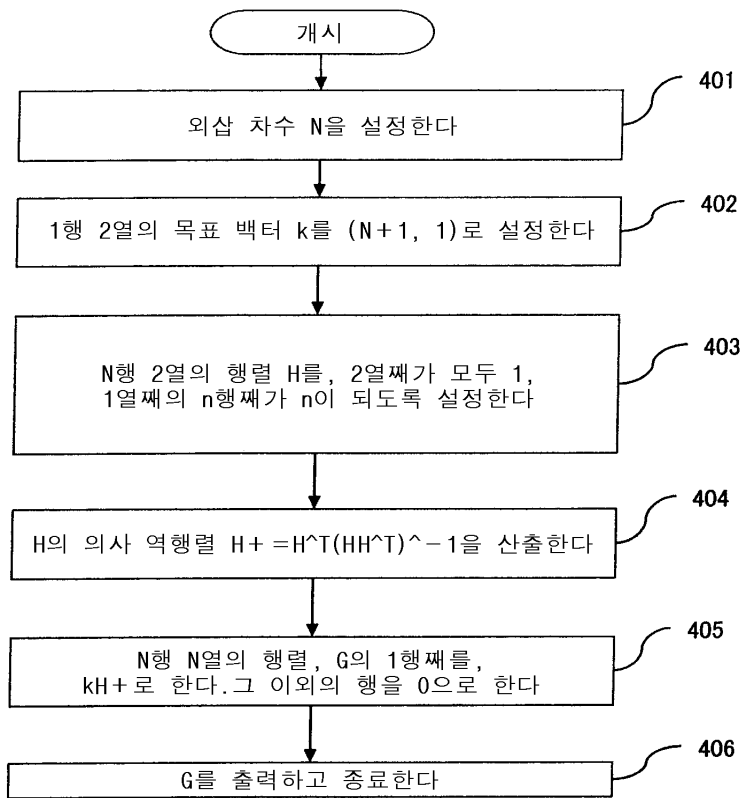 개시
401
외삽 차수 N을 설정한다
402
1행 2열의 목표 백터 k를 (N+1, 1)로 설정한다
403
N행 2열의 행렬 H를, 2열째가 모두 1,
1열째의 n행째가 n이 되도록 설정한다
404
H의 의사 역행렬 H+=H^T(HH^T)^-1을 산출한다
405
N행 N열의 행렬, G의 1행째를,
kH+로 한다.그 이외의 행을 0으로 한다
406
G를 출력하고 종료한다